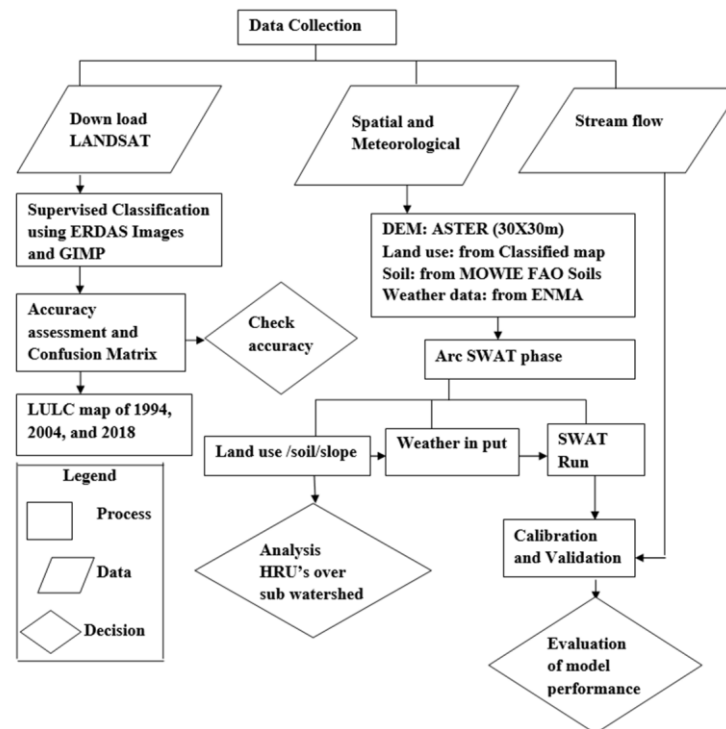 Data Collection
Down load
LANDSAT
Spatial and
Meteorological
Stream flow
Supervised Classification
using ERDAS Images
and GIMP
DEM: ASTER (30X30m)
Land use: from Classified map
Soil: from MOWIE FAO Soils
Weather data: from ENMA
Accuracy
assessment and
Confusion Matrix
Check
accuracy
Arc SWAT phase
LULC map of 1994,
2004, and 2018
Land use /soil/slope
Weather in put
SWAT
Run
Legend
Process
Data
Decision
Analysis
HRU's over
sub watershed
Calibration
and Validation
Evaluation
of model
performance